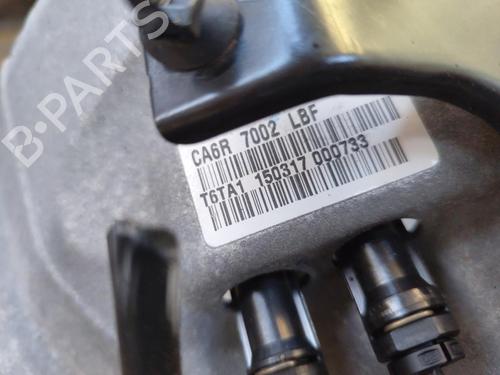 CA6R 7002 LBF
T6TA1 150317 000733
B-PARTS